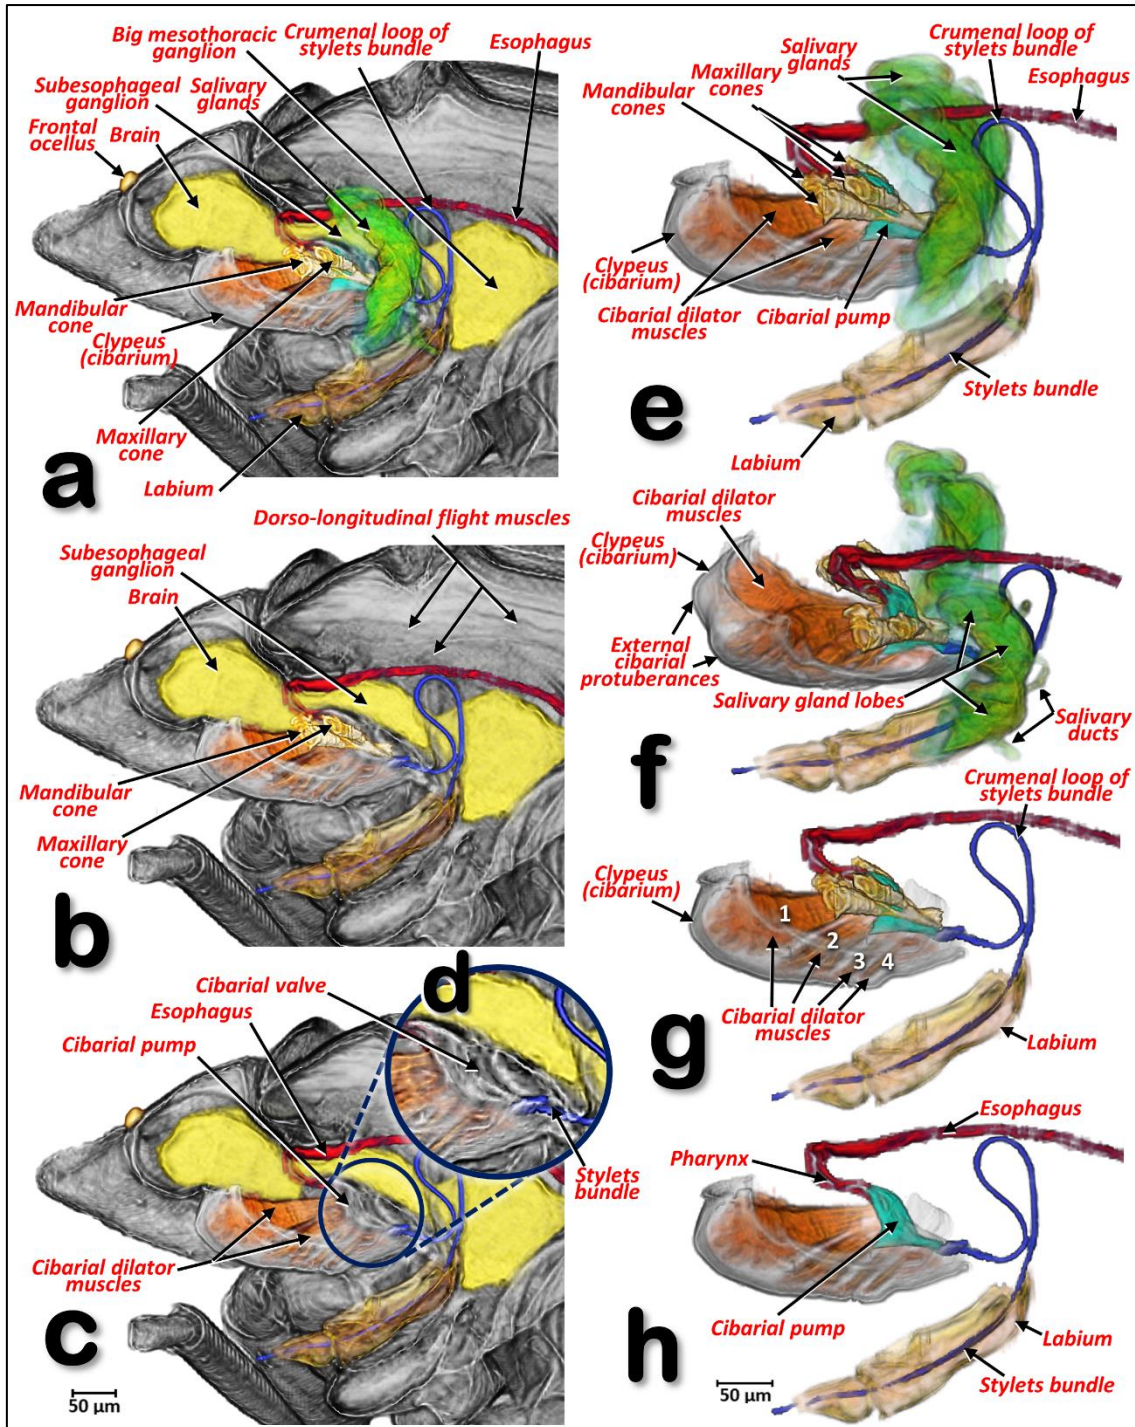 Big mesothoracic
ganglion
Crumenal loop of
stylets bundle
Esophagus
Subesophageal
ganglion
Salivary
glands
Frontal
ocellus
Brain
Mandibular
cone
Clypeus
(cibarium)
Maxillary
cone
Labium
a
Crumenal loop of
stylets bundle
Salivary
glands
Maxillary
cones
Esophagus
Mandibular
cones
Clypeus
(cibarium)
Cibarial dilator
muscles
Cibarial pump
Stylets bundle
Labium
e
Dorso-longitudinal flight muscles
Subesophageal
ganglion
Brain
Mandibular
cone
Maxillary
cone
b
Cibarial dilator
muscles
Clypeus
(cibarium)
External
cibarial
protuberances
Salivary gland lobes
Salivary
ducts
f
Crumenal loop of
stylets bundle
Clypeus
(cibarium)
1
2
3
4
Cibarial dilator
muscles
Labium
g
d
Cibarial valve
Esophagus
Cibarial pump
Stylets
bundle
Cibarial dilator
muscles
c
50 µm
Esophagus
Pharynx
Cibarial pump
Labium
Stylets bundle
h
50 µm